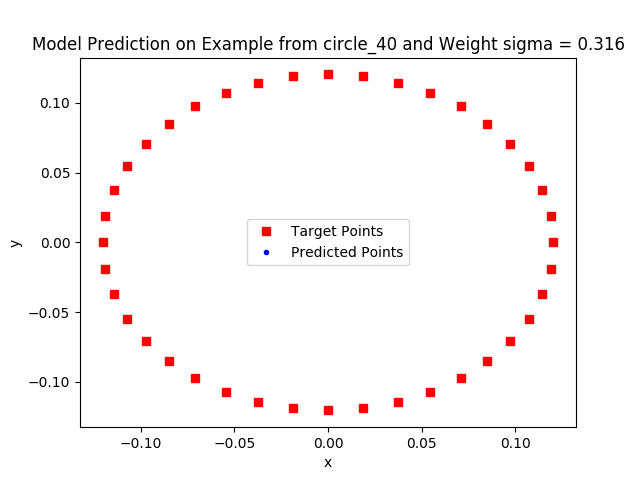 Model Prediction on Example from circle_40 and Weight sigma = 0.316
0.10
0.05
0.00
−0.05
−0.10
y
Target Points
Predicted Points
−0.10 −0.05 0.00 0.05 0.10
x